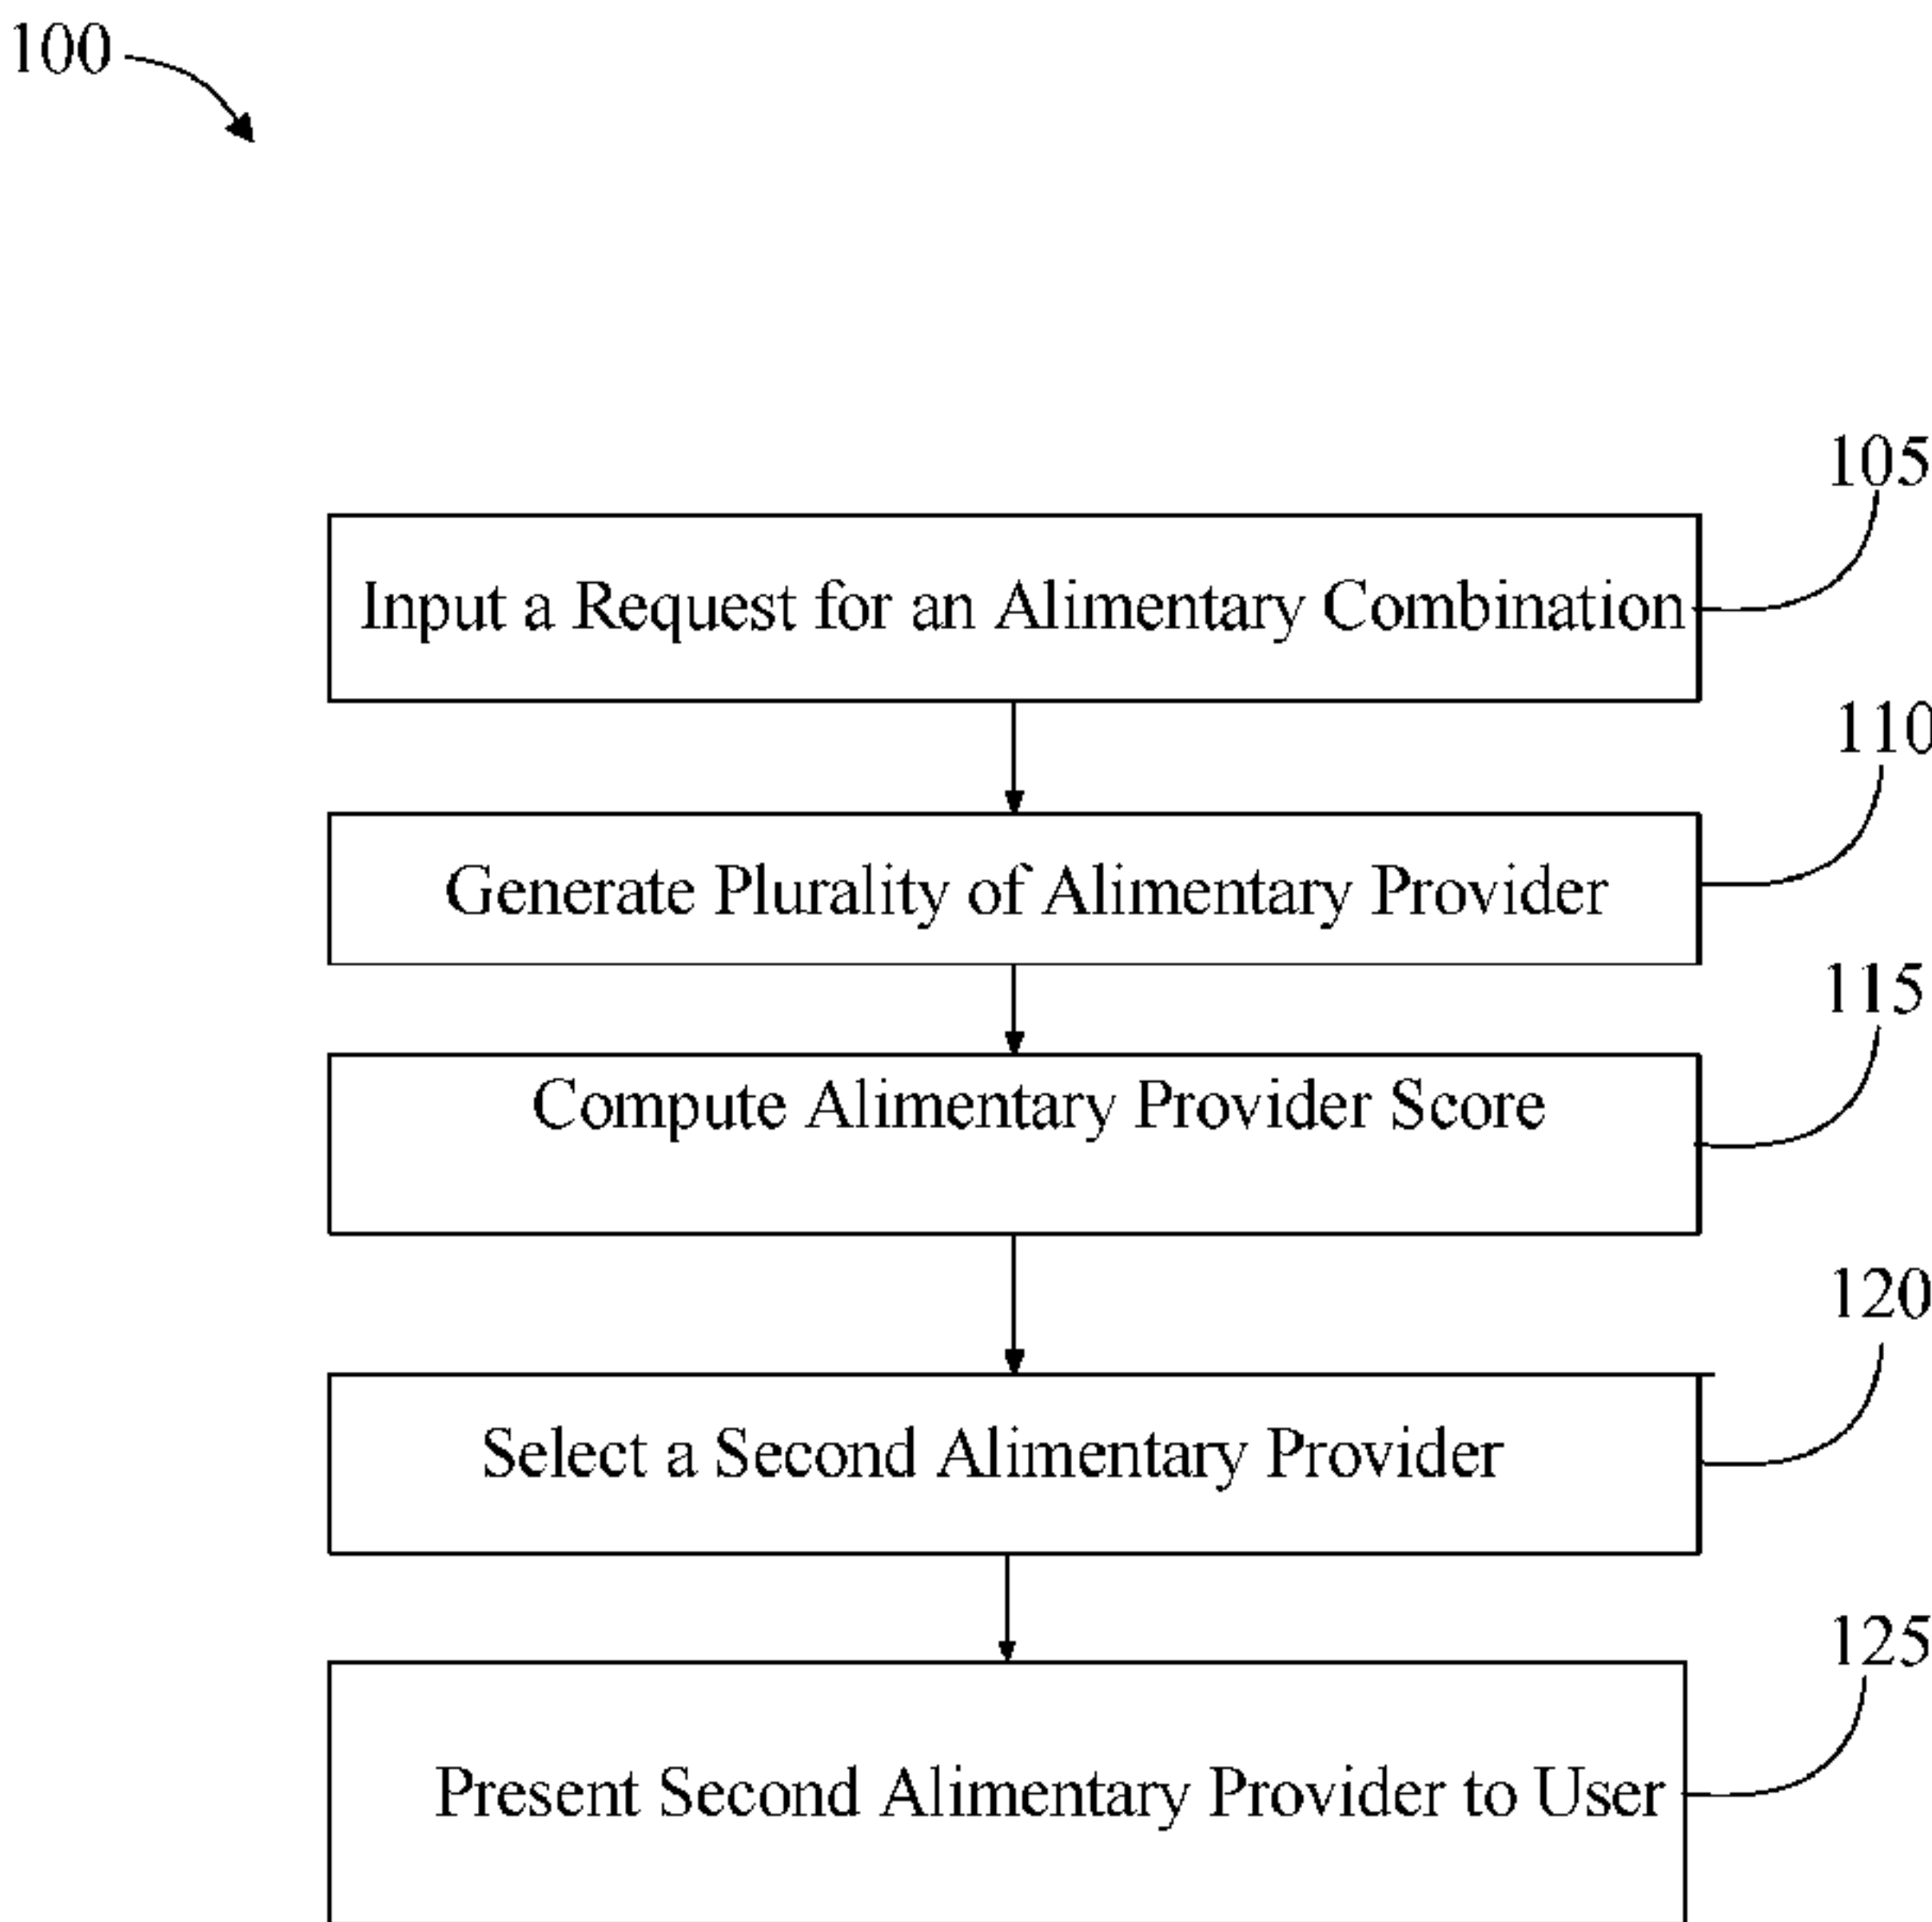 100
105
Input a Request for an Alimentary Combination
110
Generate Plurality of Alimentary Provider
115
Compute Alimentary Provider Score
120
Select a Second Alimentary Provider
125
Present Second Alimentary Provider to User